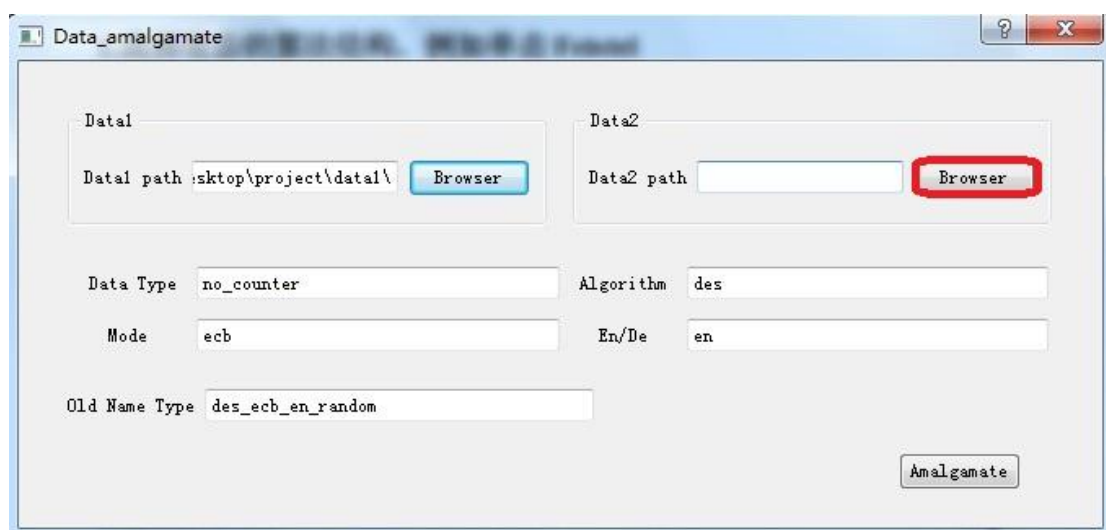 Data_amalgamate
Data1
Data2
Data1 path sktop\project\data1\ Browser
Data2 path Browser
Data Type no_counter
Algorithm des
Mode ecb
En/De en
Old Name Type des_ecb_en_random
Amalgamate